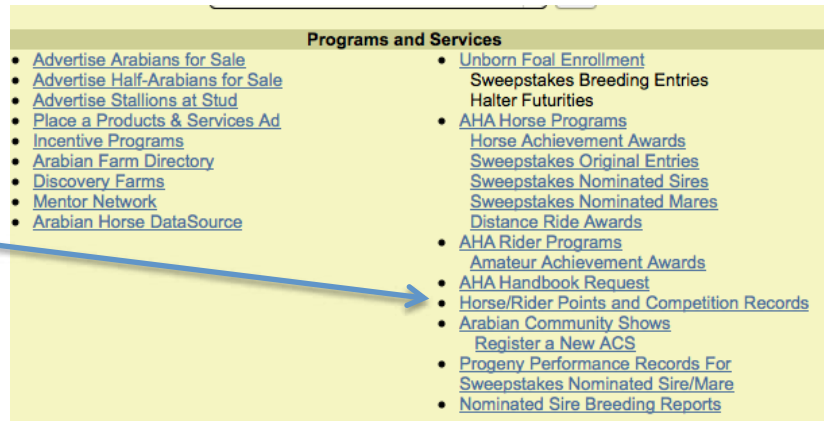 Programs and Services
Advertise Arabians for Sale
Advertise Half-Arabians for Sale
Advertise Stallions at Stud
Place a Products & Services Ad
Incentive Programs
Arabian Farm Directory
Discovery Farms
Mentor Network
Arabian Horse DataSource
Unborn Foal Enrollment
Sweepstakes Breeding Entries
Halter Futurities
AHA Horse Programs
Horse Achievement Awards
Sweepstakes Original Entries
Sweepstakes Nominated Sires
Sweepstakes Nominated Mares
Distance Ride Awards
AHA Rider Programs
Amateur Achievement Awards
AHA Handbook Request
Horse/Rider Points and Competition Records
Arabian Community Shows
Register a New ACS
Progeny Performance Records For
Sweepstakes Nominated Sire/Mare
Nominated Sire Breeding Reports